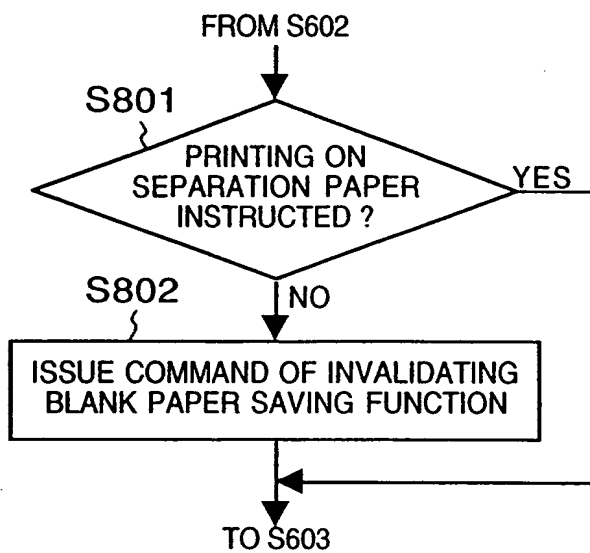 FROM S602
S801
PRINTING ON
SEPARATION PAPER
INSTRUCTED ?
YES
S802
NO
ISSUE COMMAND OF INVALIDATING
BLANK PAPER SAVING FUNCTION
TO S603